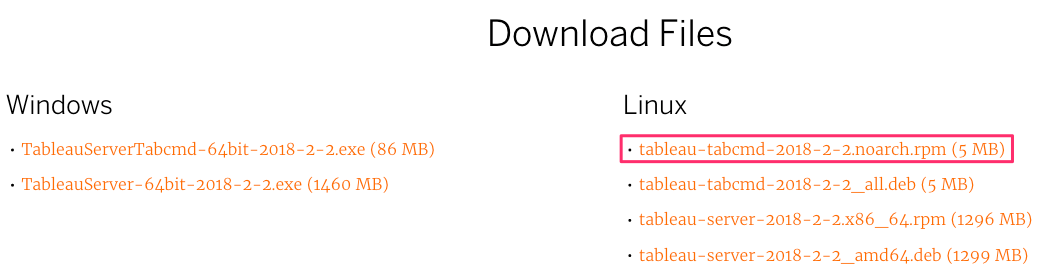 Download Files
Windows
• TableauServerTabcmd-64bit-2018-2-2.exe (86 MB)
• TableauServer-64bit-2018-2-2.exe (1460 MB)
Linux
• tableau-tabcmd-2018-2-2.noarch.rpm (5 MB)
• tableau-tabcmd-2018-2-2_all.deb (5 MB)
• tableau-server-2018-2-2.x86_64.rpm (1296 MB)
• tableau-server-2018-2-2_amd64.deb (1299 MB)